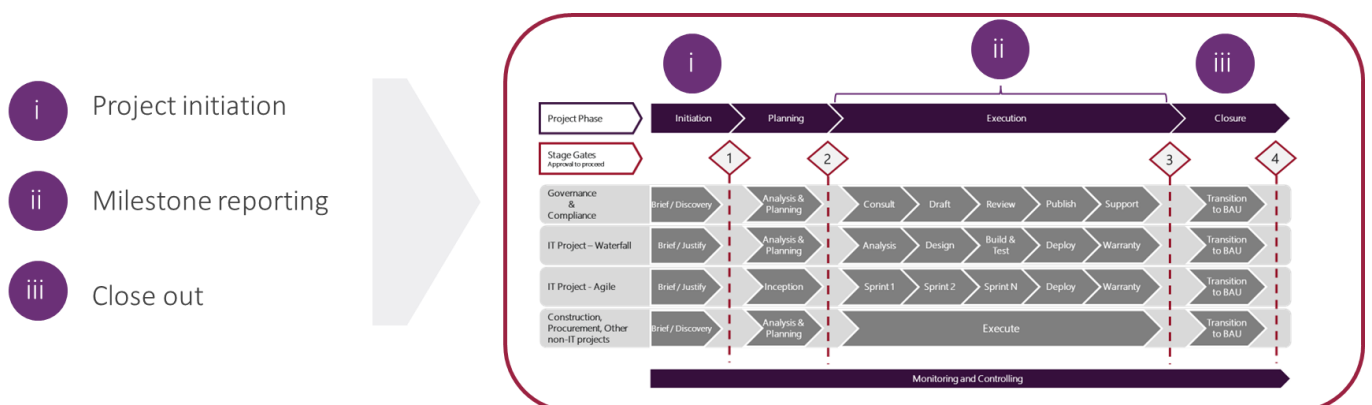 i Project initiation
ii Milestone reporting
iii Close out
i
ii
iii
Project Phase
Initiation
Planning
Execution
Closure
Stage Gates
Approval to proceed
1
2
3
4
Governance
&
Compliance
Brief / Discovery
Analysis &
Planning
Consult
Draft
Review
Publish
Support
Transition
to BAU
IT Project – Waterfall
Brief / Justify
Analysis &
Planning
Analysis
Design
Build &
Test
Deploy
Warranty
Transition
to BAU
IT Project - Agile
Brief / Justify
Inception
Sprint 1
Sprint 2
Sprint N
Deploy
Warranty
Transition
to BAU
Construction,
Procurement, Other
non-IT projects
Brief / Discovery
Analysis &
Planning
Execute
Transition
to BAU
Monitoring and Controlling